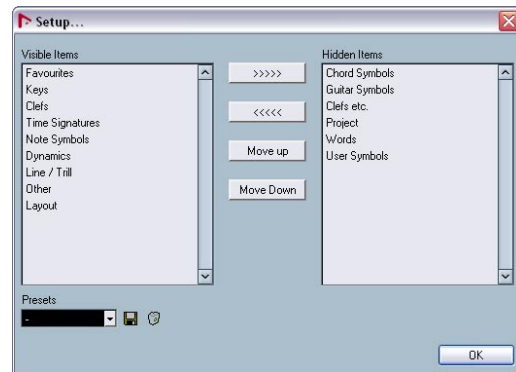 Setup...
Visible Items
Favourites
Keys
Clefs
Time Signatures
Note Symbols
Dynamics
Line / Trill
Other
Layout
>>>>>
<<<<<
Move up
Move Down
Hidden Items
Chord Symbols
Guitar Symbols
Clefs etc.
Project
Words
User Symbols
Presets
-
OK